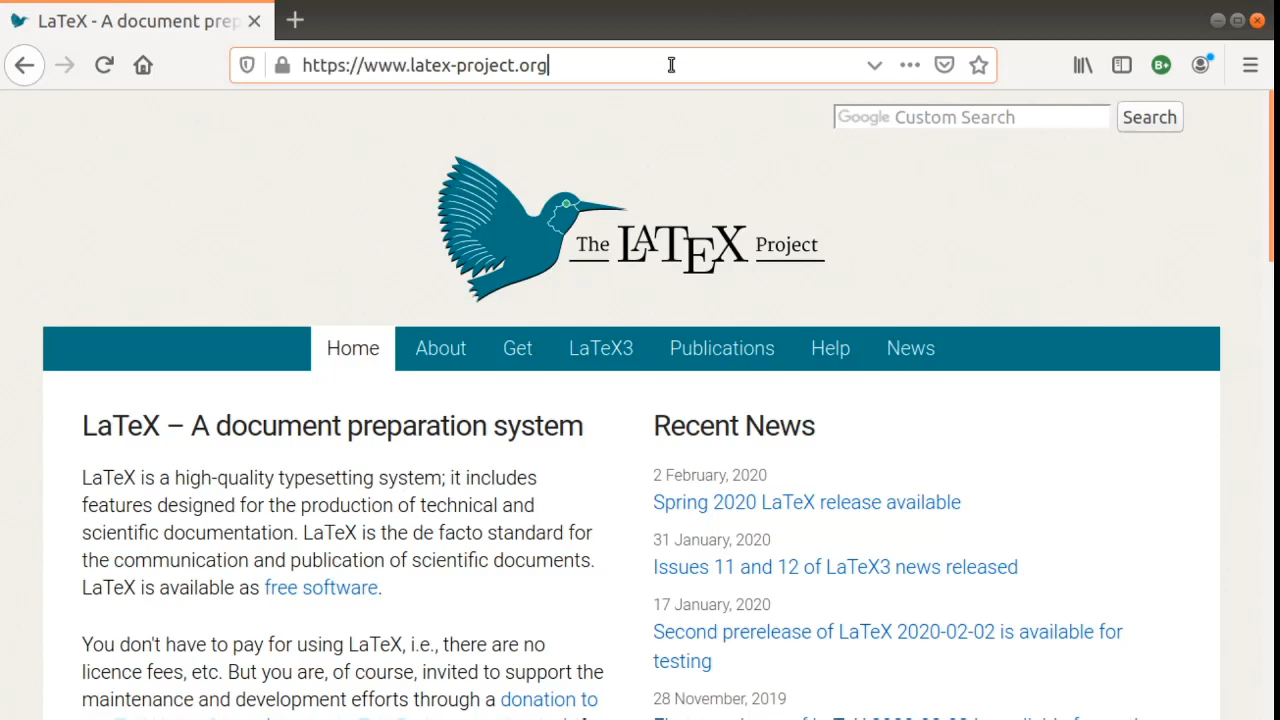 LaTeX - A document prep
https://www.latex-project.org
B+
Google Custom Search
Search
The LATEX Project
Home
About
Get
LaTeX3
Publications
Help
News
LaTeX – A document preparation system
LaTeX is a high-quality typesetting system; it includes
features designed for the production of technical and
scientific documentation. LaTeX is the de facto standard for
the communication and publication of scientific documents.
LaTeX is available as free software.
You don't have to pay for using LaTeX, i.e., there are no
licence fees, etc. But you are, of course, invited to support the
maintenance and development efforts through a donation to
Recent News
2 February, 2020
Spring 2020 LaTeX release available
31 January, 2020
Issues 11 and 12 of LaTeX3 news released
17 January, 2020
Second prerelease of LaTeX 2020-02-02 is available for
testing
28 November, 2019